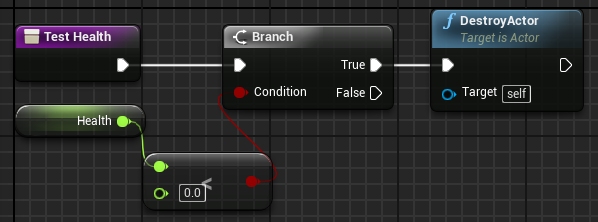 Test Health
Branch
True
Condition
False
DestroyActor
Target is Actor
Target self
Health
0.0 <